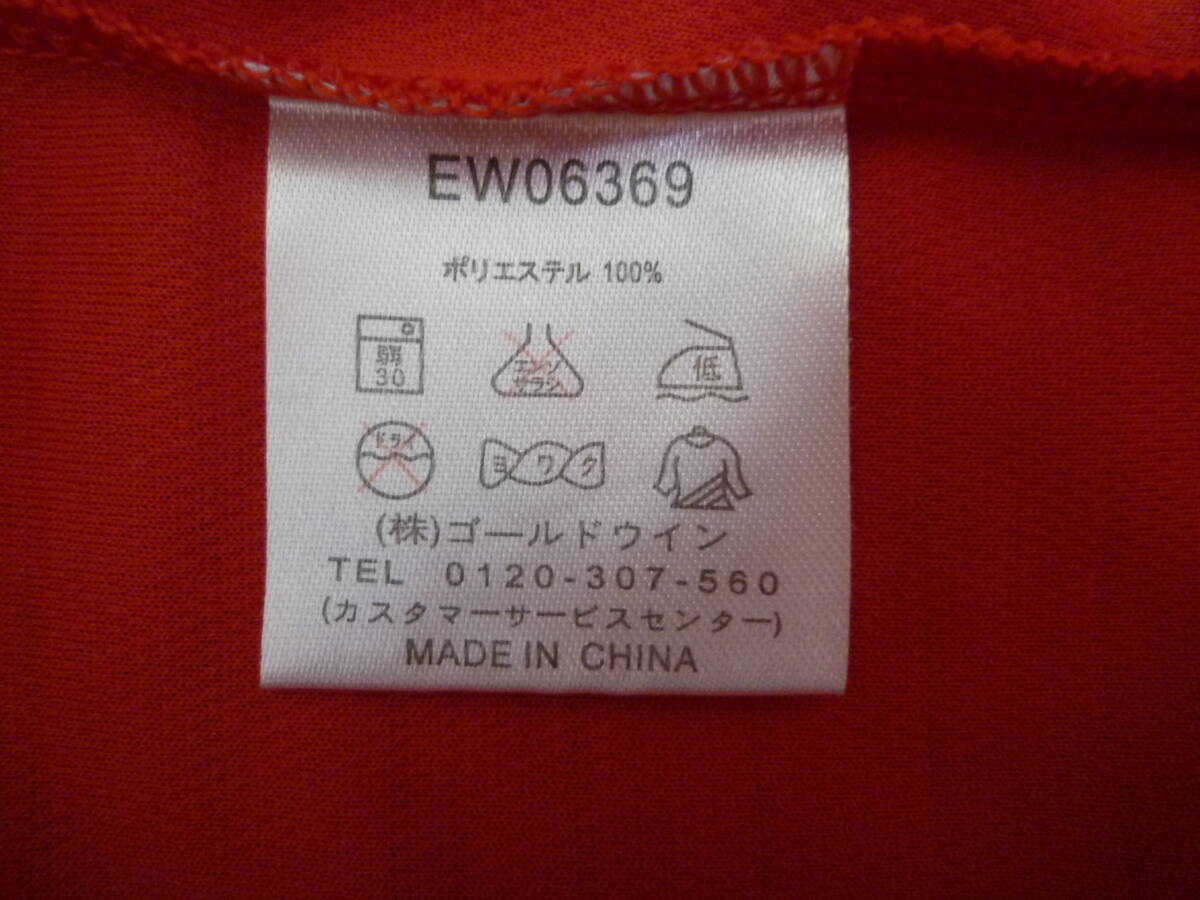 EW06369
ポリエステル 100%
弱
30
エンソ
サラシ
低
ドライ
ヨワク
(株)ゴールドウイン
TEL 0120-307-560
(カスタマーサービスセンター)
MADE IN CHINA